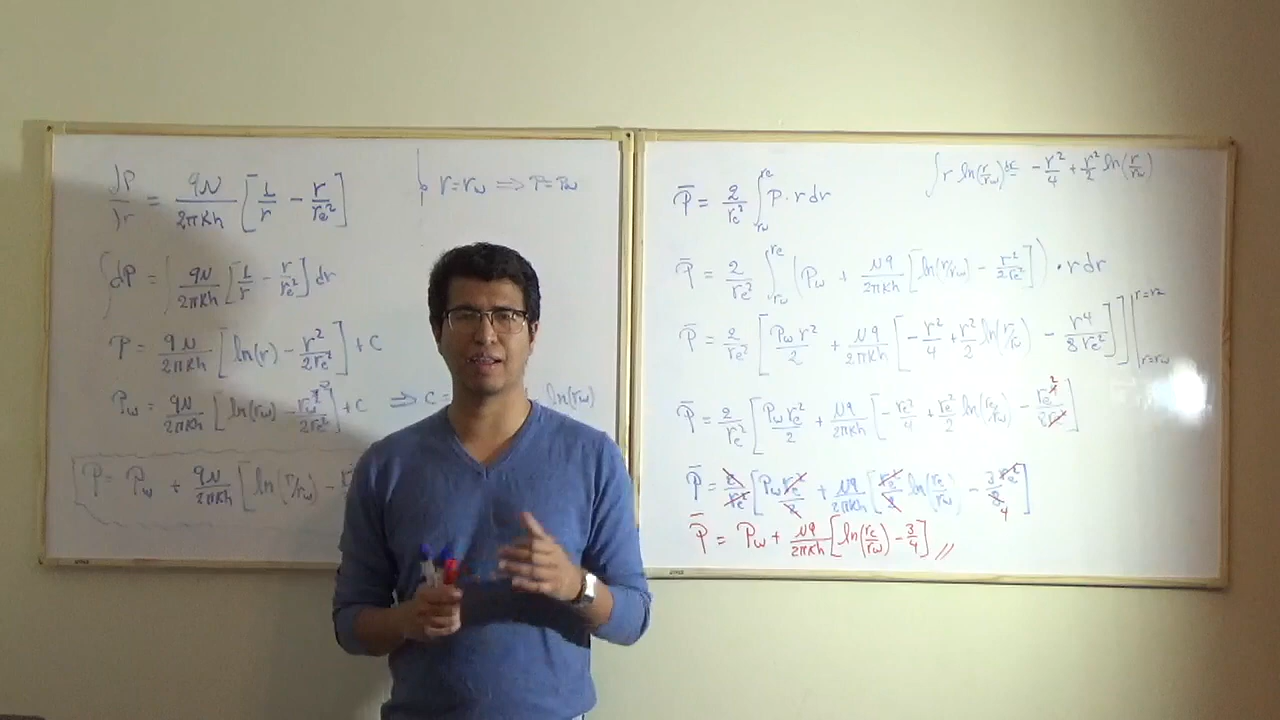 ∂P/∂r = qμ/2πkh [1/r − r/re²]
r=rw ⟹ P=Pw
∫dP = ∫ qμ/2πkh [1/r − r/re²] dr
P = qμ/2πkh [ln(r) − r²/2re²] + C
Pw = qμ/2πkh [ln(rw) − rw²/2re²] + C ⟹ C = ln(rw)
P = Pw + qμ/2πkh [ln(r/rw) −
∫ r ln(r/rw) dr = − r²/4 + r²/2 ln(r/rw)
P̄ = 2/re² ∫rw^re P · r dr
P̄ = 2/re² ∫rw^re (Pw + μq/2πkh [ln(r/rw) − r²/2re²]) · r dr
P̄ = 2/re² [Pw r²/2 + μq/2πkh [− r²/4 + r²/2 ln(r/rw) − r⁴/8re²]] | r=re r=rw
P̄ = 2/re² [Pw re²/2 + μq/2πkh [− re²/4 + re²/2 ln(re/rw) − re²/8]
P̄ = 2/re² [Pw re²/2 + μq/2πkh [re²/2 ln(re/rw) − 3re²/8 4]
P̄ = Pw + μq/2πkh [ln(re/rw) − 3/4] //